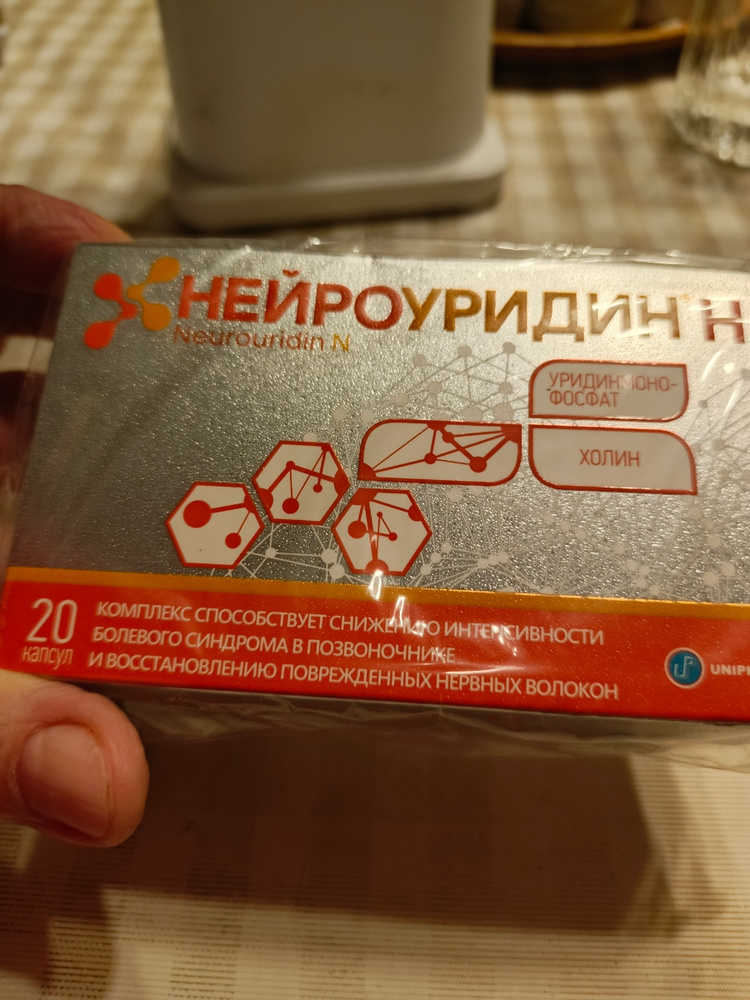 НЕЙРОУРИДИН® Н
Neurouridin N
УРИДИНМОНО-
ФОСФАТ
ХОЛИН
20
капсул
КОМПЛЕКС СПОСОБСТВУЕТ СНИЖЕНИЮ ИНТЕНСИВНОСТИ
БОЛЕВОГО СИНДРОМА В ПОЗВОНОЧНИКЕ
И ВОССТАНОВЛЕНИЮ ПОВРЕЖДЕННЫХ НЕРВНЫХ ВОЛОКОН